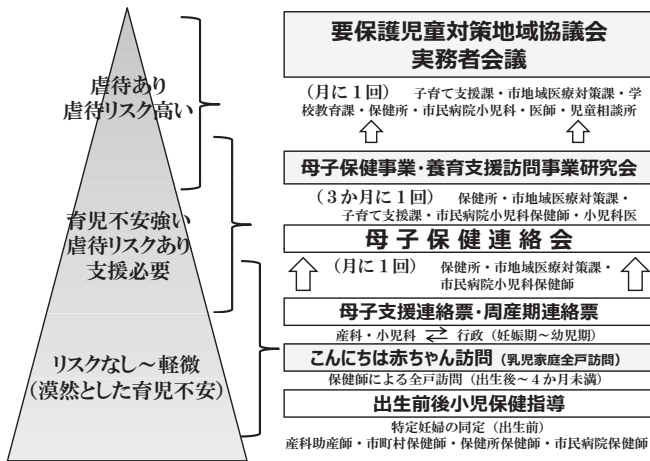 虐待あり
虐待リスク高い
育児不安強い
虐待リスクあり
支援必要
リスクなし～軽微
（漠然とした育児不安）
要保護児童対策地域協議会
実務者会議
（月に１回）　子育て支援課・市地域医療対策課・学
校教育課・保健所・市民病院小児科・医師・児童相談所
母子保健事業・養育支援訪問事業研究会
（３か月に１回）　保健所・市地域医療対策課・
子育て支援課・市民病院小児科保健師・小児科医
母子保健連絡会
（月に１回）　保健所・市地域医療対策課・
市民病院小児科保健師
母子支援連絡票・周産期連絡票
産科・小児科 ⇄ 行政（妊娠期～幼児期）
こんにちは赤ちゃん訪問（乳児家庭全戸訪問）
保健師による全戸訪問（出生後～４か月未満）
出生前後小児保健指導
特定妊婦の同定（出生前）
産科助産師・市町村保健師・保健所保健師・市民病院保健師